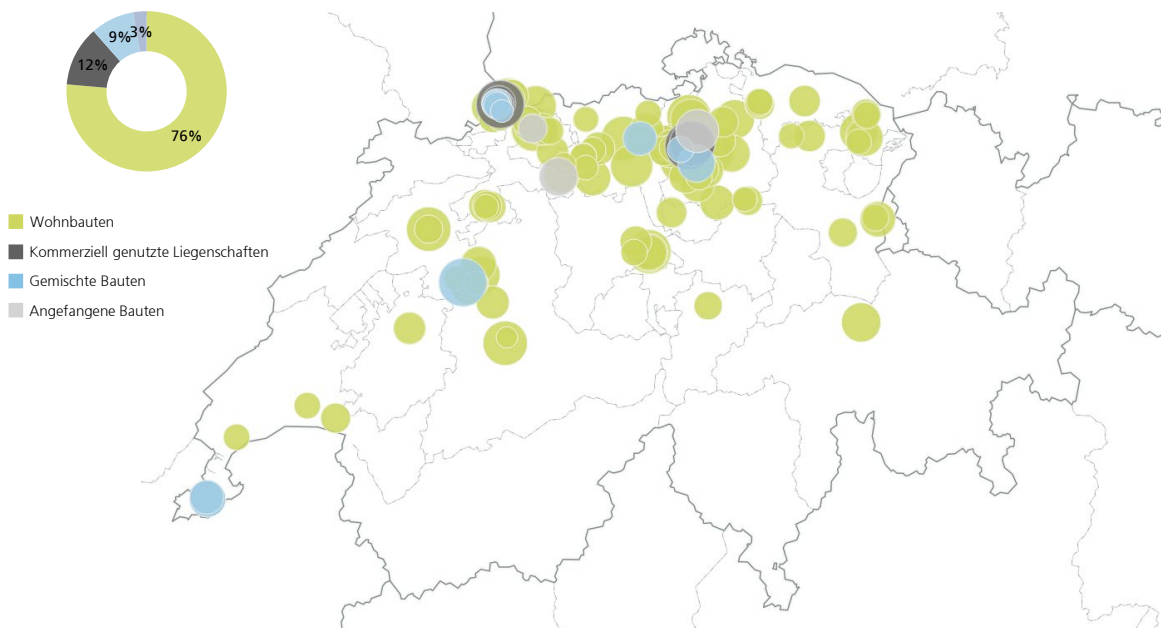 3%
9%
12%
76%
Wohnbauten
Kommerziell genutzte Liegenschaften
Gemischte Bauten
Angefangene Bauten